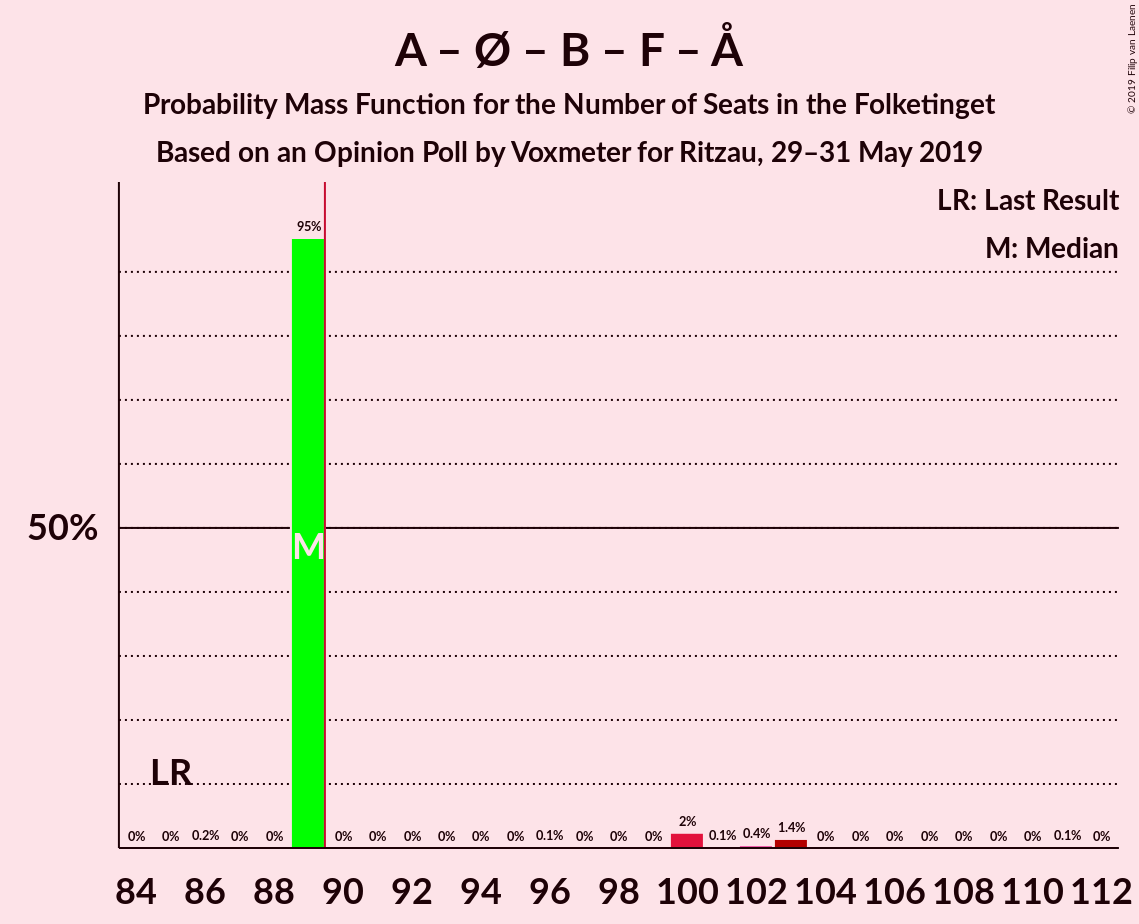 A – Ø – B – F – Å
Probability Mass Function for the Number of Seats in the Folketinget
Based on an Opinion Poll by Voxmeter for Ritzau, 29–31 May 2019
© 2019 Filip van Laenen
LR: Last Result
M: Median
95%
50%
M
LR
0% 0% 0.2% 0% 0% 0% 0% 0% 0% 0% 0% 0.1% 0% 0% 0% 2% 0.1% 0.4% 1.4% 0% 0% 0% 0% 0% 0% 0% 0.1% 0%
84 86 88 90 92 94 96 98 100 102 104 106 108 110 112